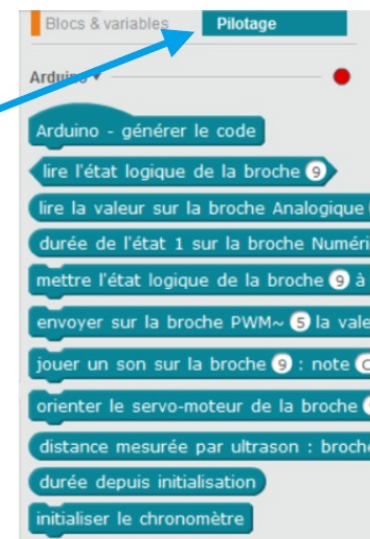 Blocs & variables Pilotage
Arduino
Arduino - générer le code
lire l'état logique de la broche 9
lire la valeur sur la broche Analogique
durée de l'état 1 sur la broche Numéri
mettre l'état logique de la broche 9 à
envoyer sur la broche PWM~ 5 la vale
jouer un son sur la broche 9 : note C
orienter le servo-moteur de la broche
distance mesurée par ultrason : broche
durée depuis initialisation
initialiser le chronomètre